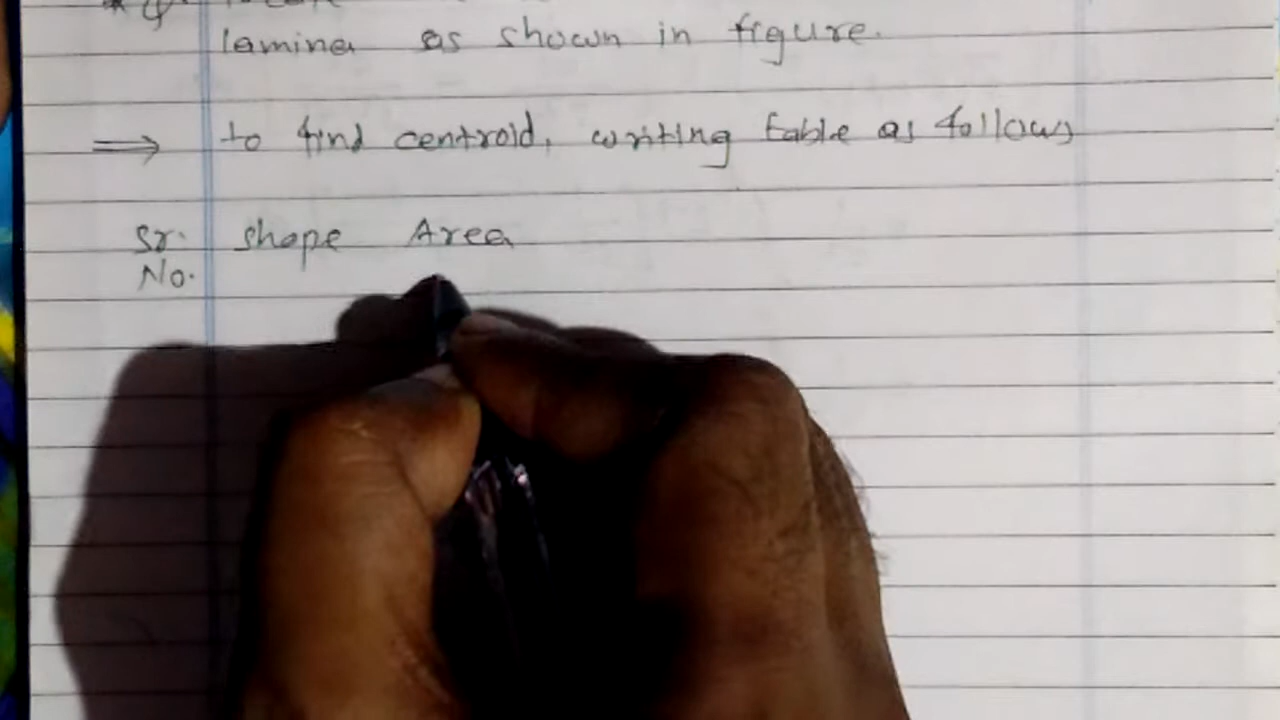 lamina as shown in figure.
⇒ to find centroid, writing table as follows
Sr. shape Area
No.